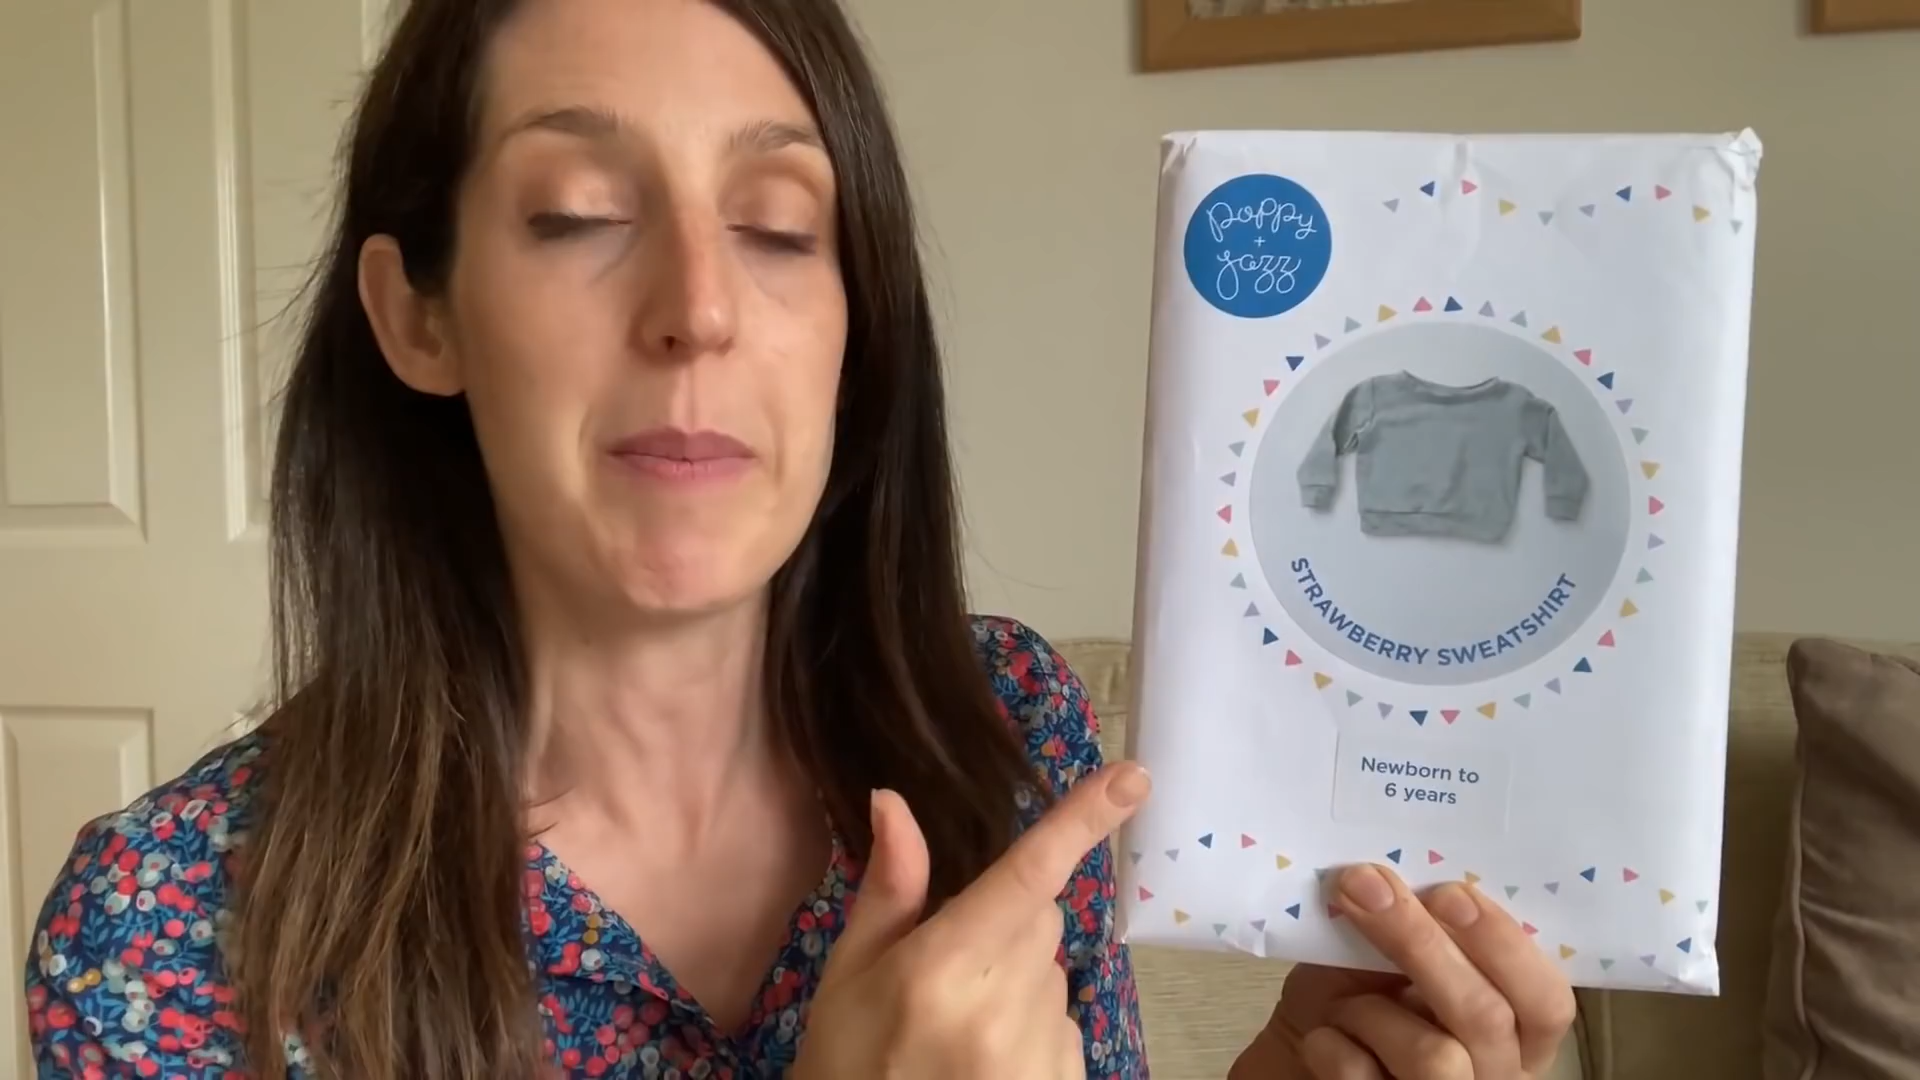 poppy
+
jazz
STRAWBERRY SWEATSHIRT
Newborn to
6 years